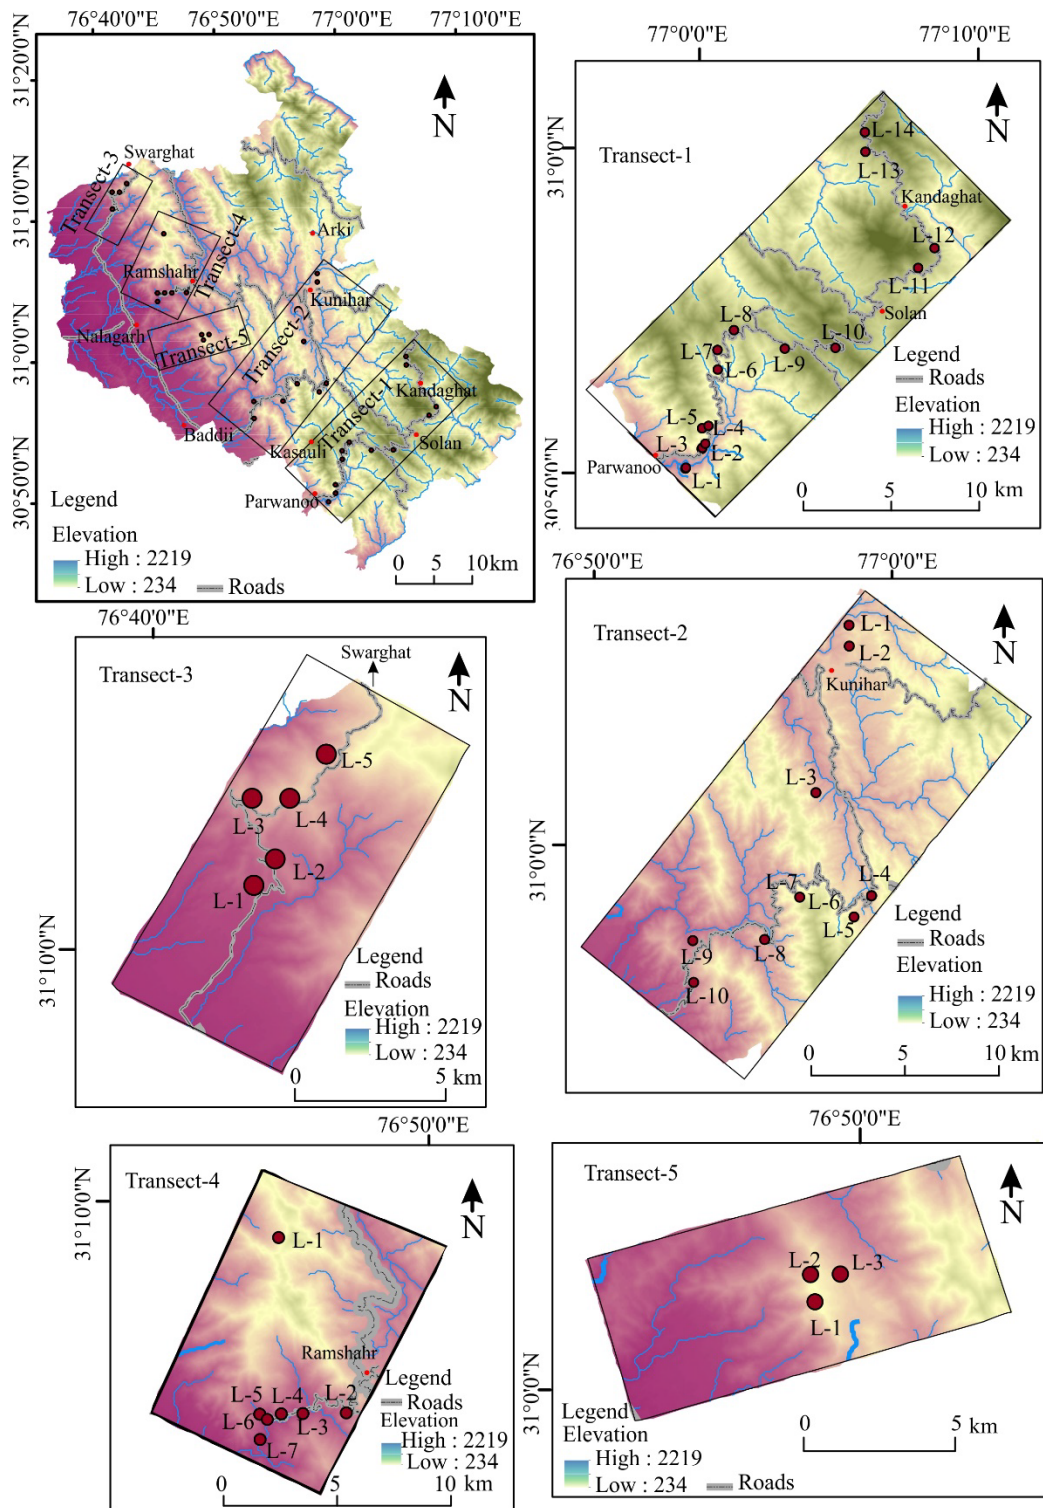 76°40'0"E 76°50'0"E 77°0'0"E 77°10'0"E
31°20'0"N
31°10'0"N
31°0'0"N
30°50'0"N
N
Swarghat
Transect-3
Transect-4
Arki
Ramshahr
Kunihar
Nalagarh
Transect-2
Transect-5
Transect-1
Kandaghat
Baddii
Kasauli
Solan
Parwanoo
Legend
Elevation
High : 2219
Low : 234
Roads
0 5 10km
77°0'0"E 77°10'0"E
31°0'0"N
30°50'0"N
Transect-1
N
L-14
L-13
Kandaghat
L-12
L-11
Solan
L-8
L-10
L-7
L-9
L-6
L-5
L-4
L-3
L-2
Parwanoo
L-1
Legend
Roads
Elevation
High : 2219
Low : 234
0 5 10 km
76°40'0"E
31°10'0"N
Transect-3
Swarghat
N
L-5
L-3
L-4
L-2
L-1
Legend
Roads
Elevation
High : 2219
Low : 234
0 5 km
76°50'0"E 77°0'0"E
31°0'0"N
Transect-2
N
L-1
L-2
Kunihar
L-3
L-7
L-4
L-6
L-5
L-9
L-8
L-10
Legend
Roads
Elevation
High : 2219
Low : 234
0 5 10 km
76°50'0"E
31°10'0"N
Transect-4
N
L-1
Ramshahr
L-5
L-4
L-2
L-6
L-3
L-7
Legend
Roads
Elevation
High : 2219
Low : 234
0 5 10 km
76°50'0"E
31°0'0"N
Transect-5
N
L-2
L-3
L-1
Legend
Elevation
High : 2219
Low : 234
Roads
0 5 km